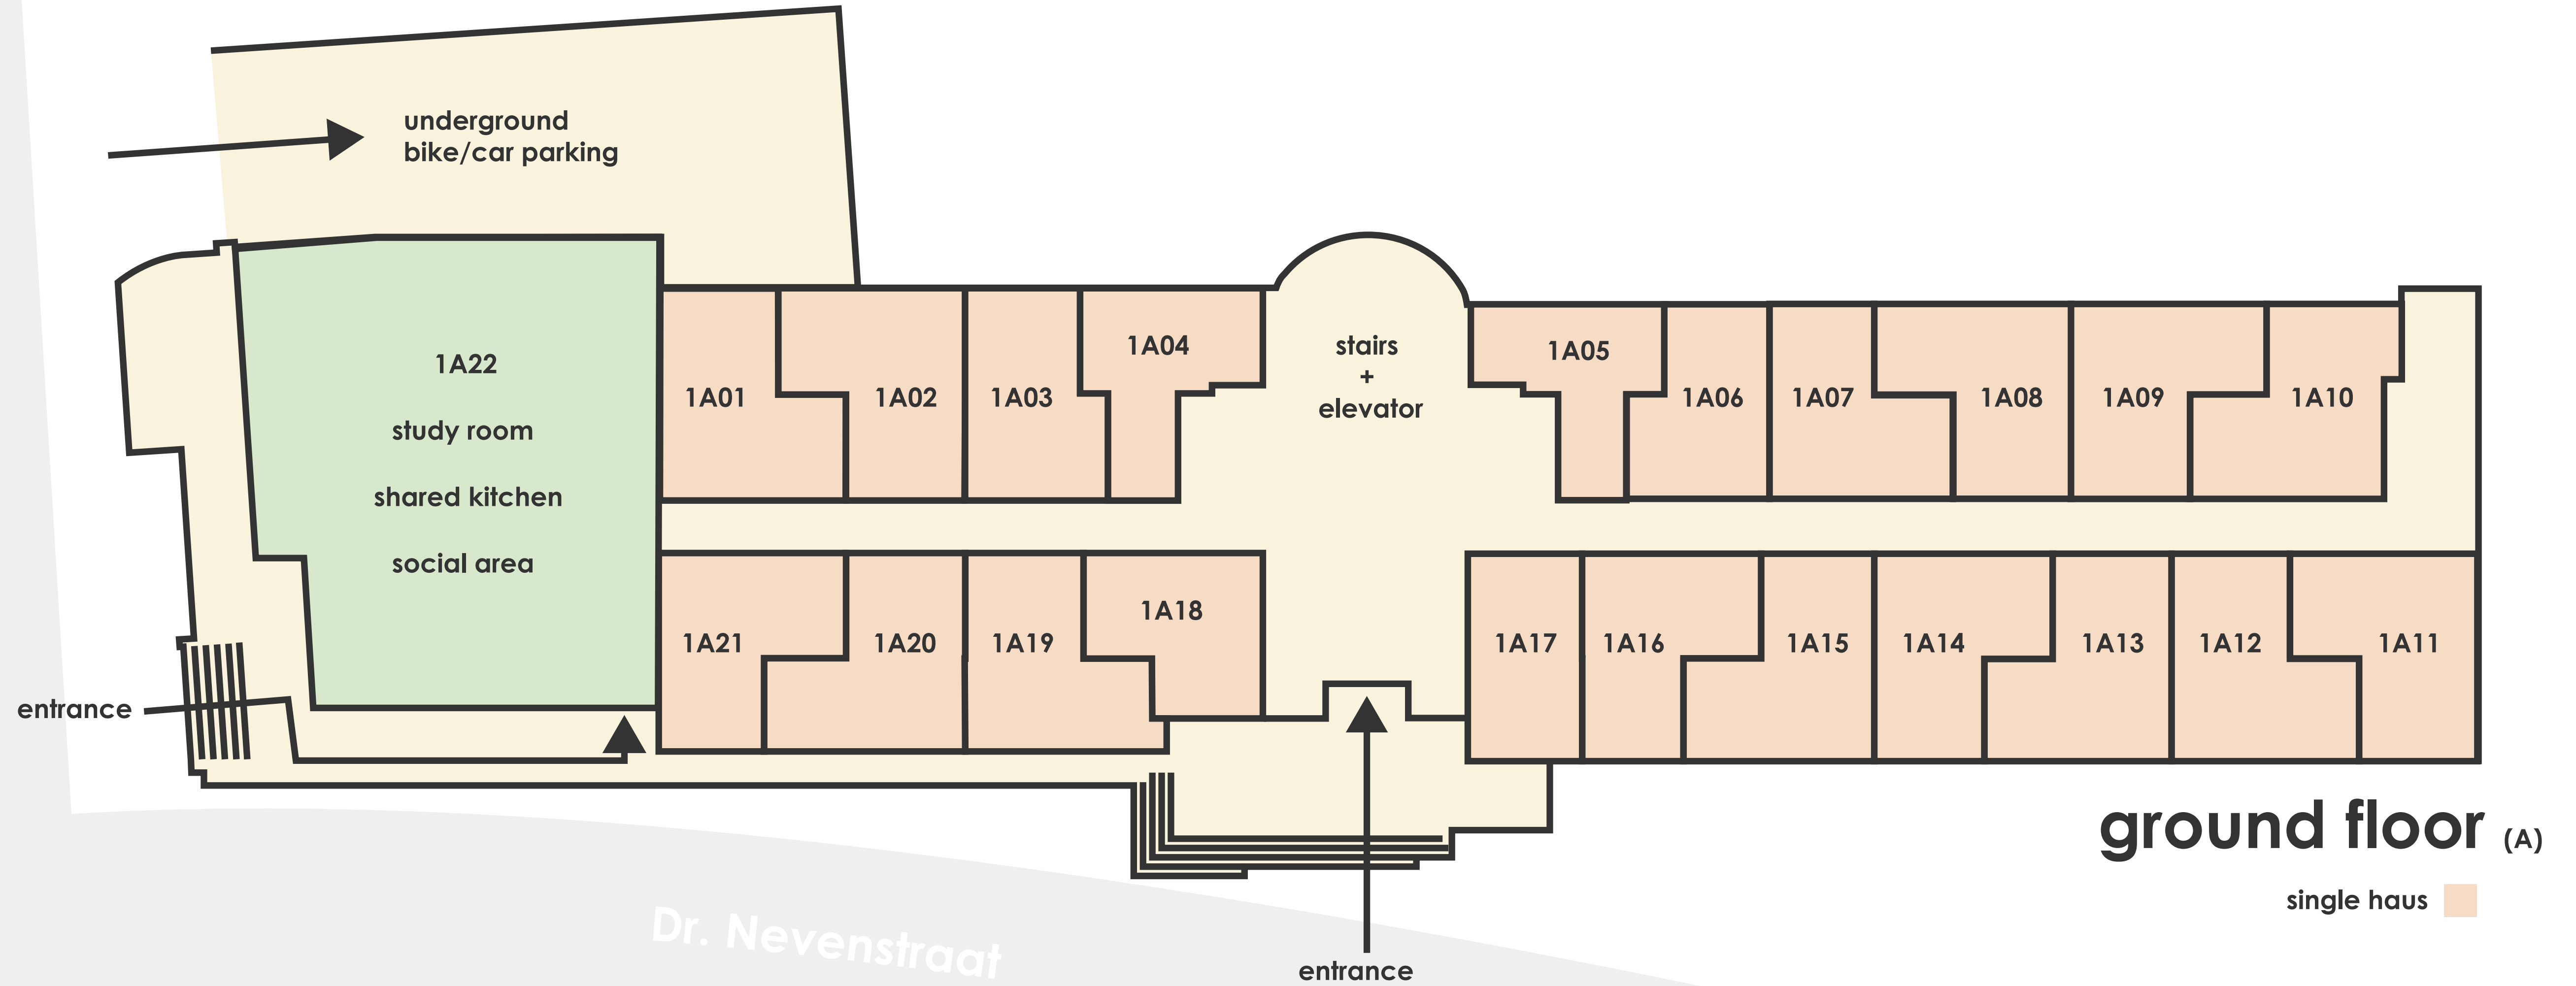 underground
bike/car parking
1A22
study room
shared kitchen
social area
1A01
1A02
1A03
1A04
stairs
+
elevator
1A05
1A06
1A07
1A08
1A09
1A10
1A21
1A20
1A19
1A18
1A17
1A16
1A15
1A14
1A13
1A12
1A11
entrance
entrance
Dr. Nevenstraat
ground floor (A)
single haus